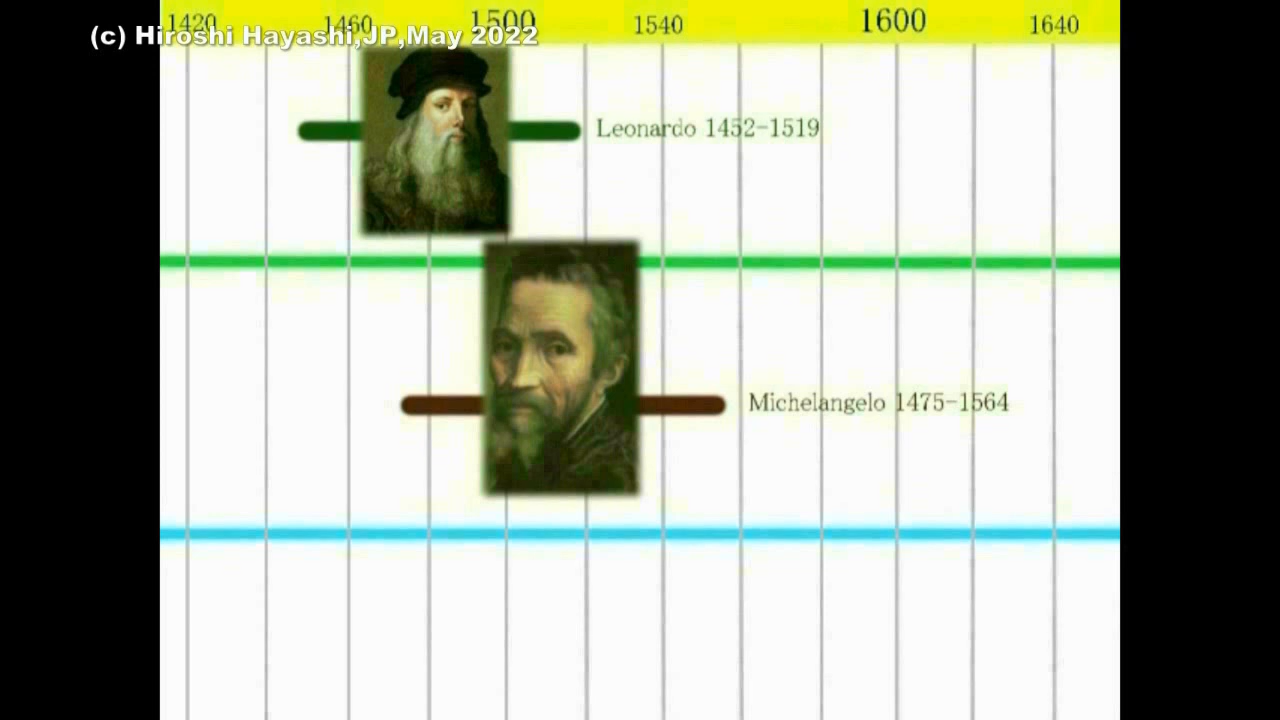 1420 1460 1500 1540 1600 1640
(c) Hiroshi Hayashi,JP,May 2022
Leonardo 1452-1519
Michelangelo 1475-1564